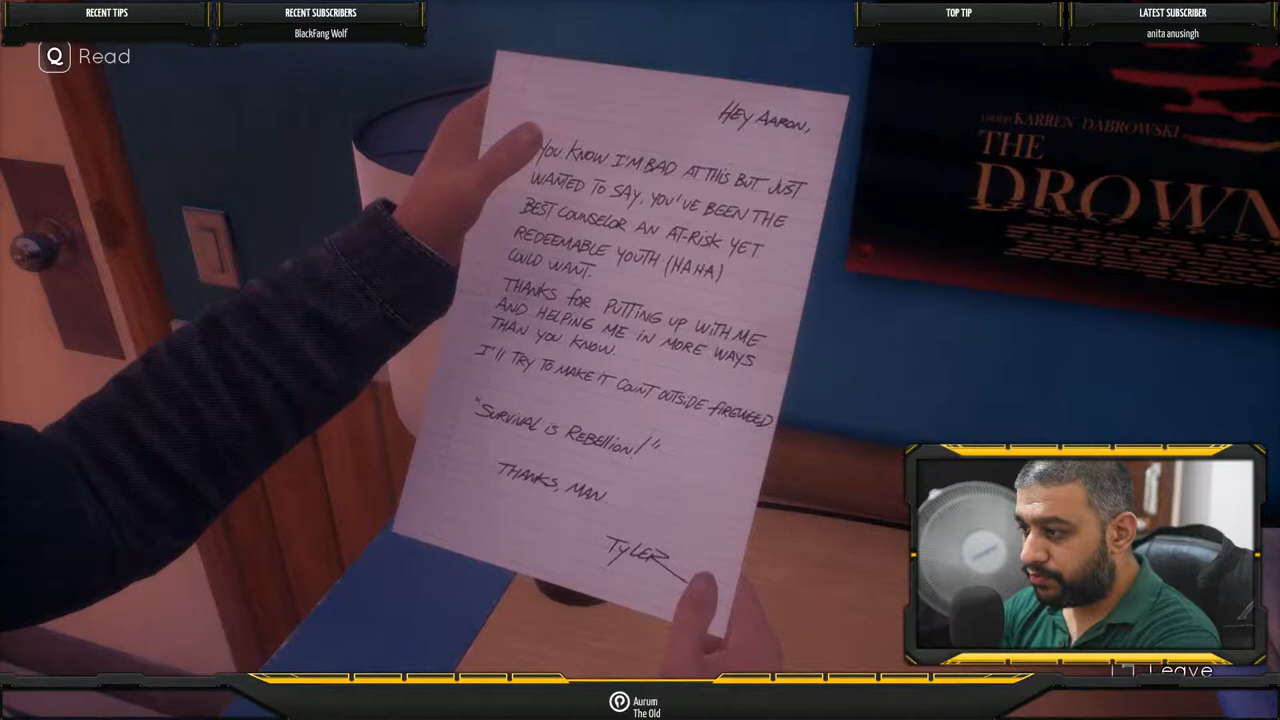 RECENT TIPS
RECENT SUBSCRIBERS
BlackFang Wolf
TOP TIP
LATEST SUBSCRIBER
anita anusingh
Q Read
HEY AARON,
YOU KNOW I'M BAD AT THIS BUT JUST
WANTED TO SAY, YOU'VE BEEN THE
BEST COUNSELOR AN AT-RISK YET
REDEEMABLE YOUTH (HAHA)
COULD WANT.
THANKS FOR PUTTING UP WITH ME
AND HELPING ME IN MORE WAYS
THAN YOU KNOW.
I'll TRY TO MAKE IT COUNT OUTSIDE FIREWEED
"SURVIVAL IS REBELLION!"
THANKS, MAN.
TYLER
KARREN DABROWSKI
THE
DROWN
Leave
Aurum
The Old